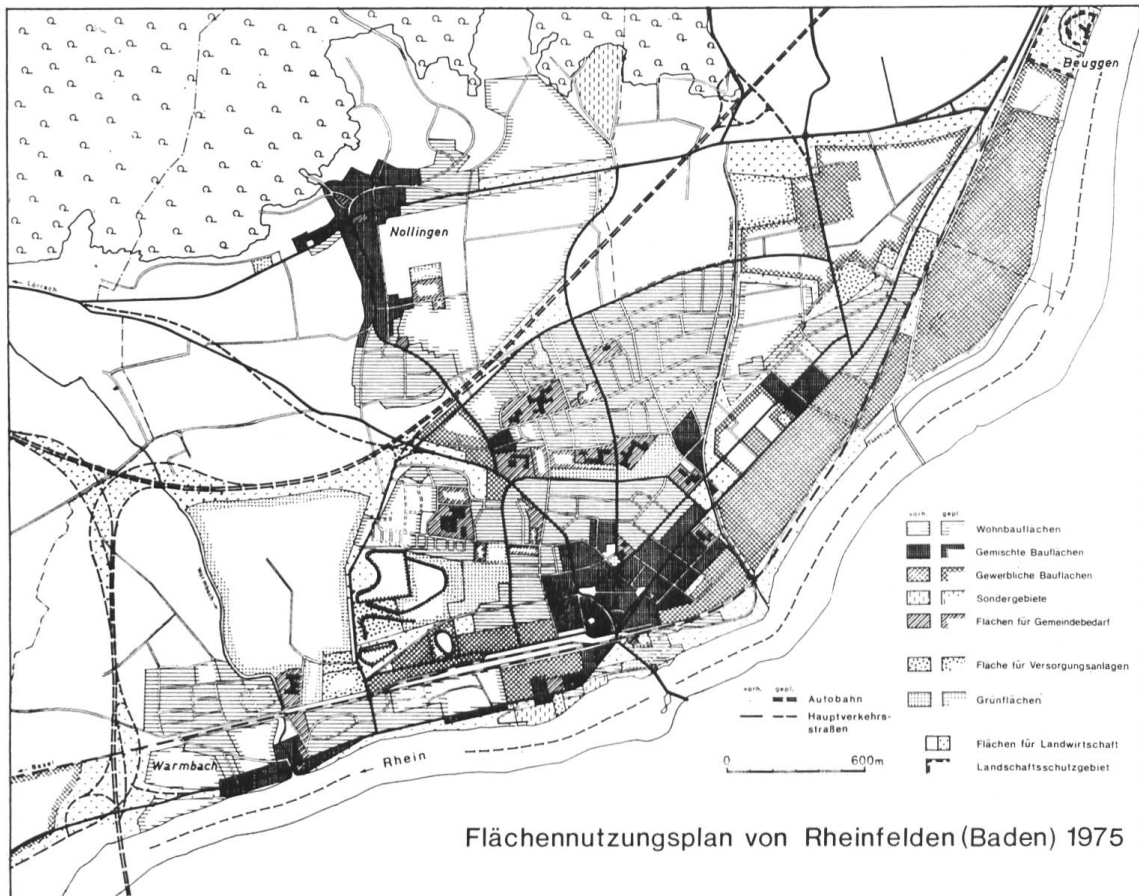 Beuggen
Nollingen
Lörrach
Dürrenbach
vorh. gepl.
Wohnbauflächen
Gemischte Bauflächen
Gewerbliche Bauflächen
Sondergebiete
Flächen für Gemeindebedarf
Fläche für Versorgungsanlagen
Grünflächen
vorh. gepl.
Autobahn
Hauptverkehrs-
straßen
Flächen für Landwirtschaft
Landschaftsschutzgebiet
Basel
Warmbach
Rhein
0 600m
Flächennutzungsplan von Rheinfelden (Baden) 1975